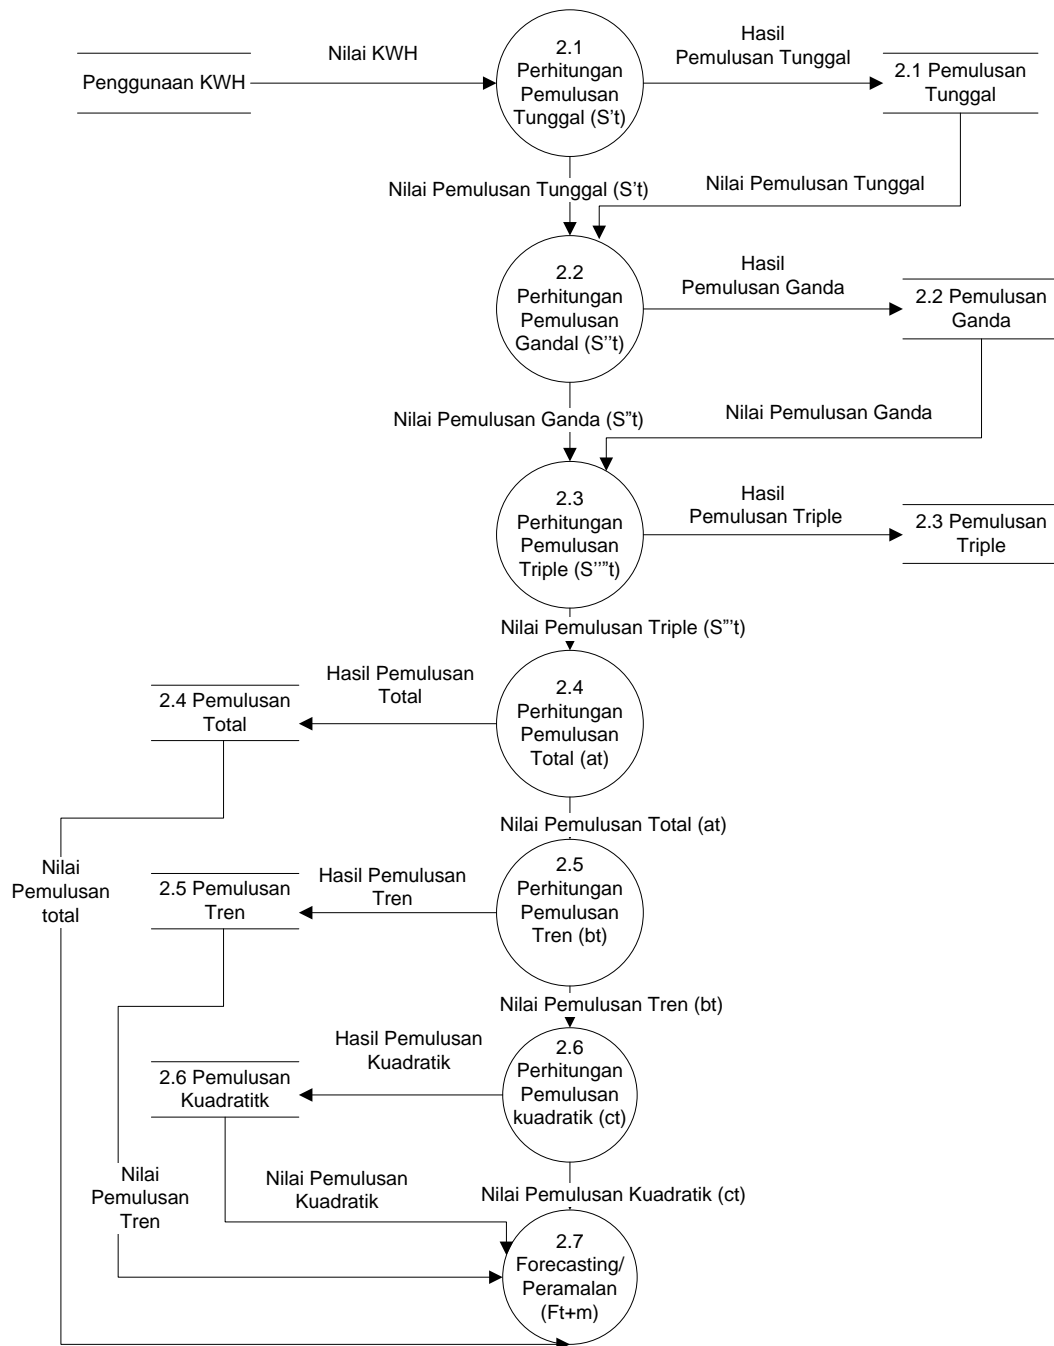 Penggunaan KWH
Nilai KWH
2.1
Perhitungan
Pemulusan
Tunggal (S't)
Hasil
Pemulusan Tunggal
2.1 Pemulusan
Tunggal
Nilai Pemulusan Tunggal (S't)
Nilai Pemulusan Tunggal
2.2
Perhitungan
Pemulusan
Gandal (S''t)
Hasil
Pemulusan Ganda
2.2 Pemulusan
Ganda
Nilai Pemulusan Ganda (S”t)
Nilai Pemulusan Ganda
2.3
Perhitungan
Pemulusan
Triple (S''”t)
Hasil
Pemulusan Triple
2.3 Pemulusan
Triple
Nilai Pemulusan Triple (S”'t)
2.4
Perhitungan
Pemulusan
Total (at)
Hasil Pemulusan
Total
2.4 Pemulusan
Total
Nilai Pemulusan Total (at)
Nilai
Pemulusan
total
2.5
Perhitungan
Pemulusan
Tren (bt)
Hasil Pemulusan
Tren
2.5 Pemulusan
Tren
Nilai Pemulusan Tren (bt)
2.6
Perhitungan
Pemulusan
kuadratik (ct)
Hasil Pemulusan
Kuadratik
2.6 Pemulusan
Kuadratitk
Nilai
Pemulusan
Tren
Nilai Pemulusan
Kuadratik
Nilai Pemulusan Kuadratik (ct)
2.7
Forecasting/
Peramalan
(Ft+m)